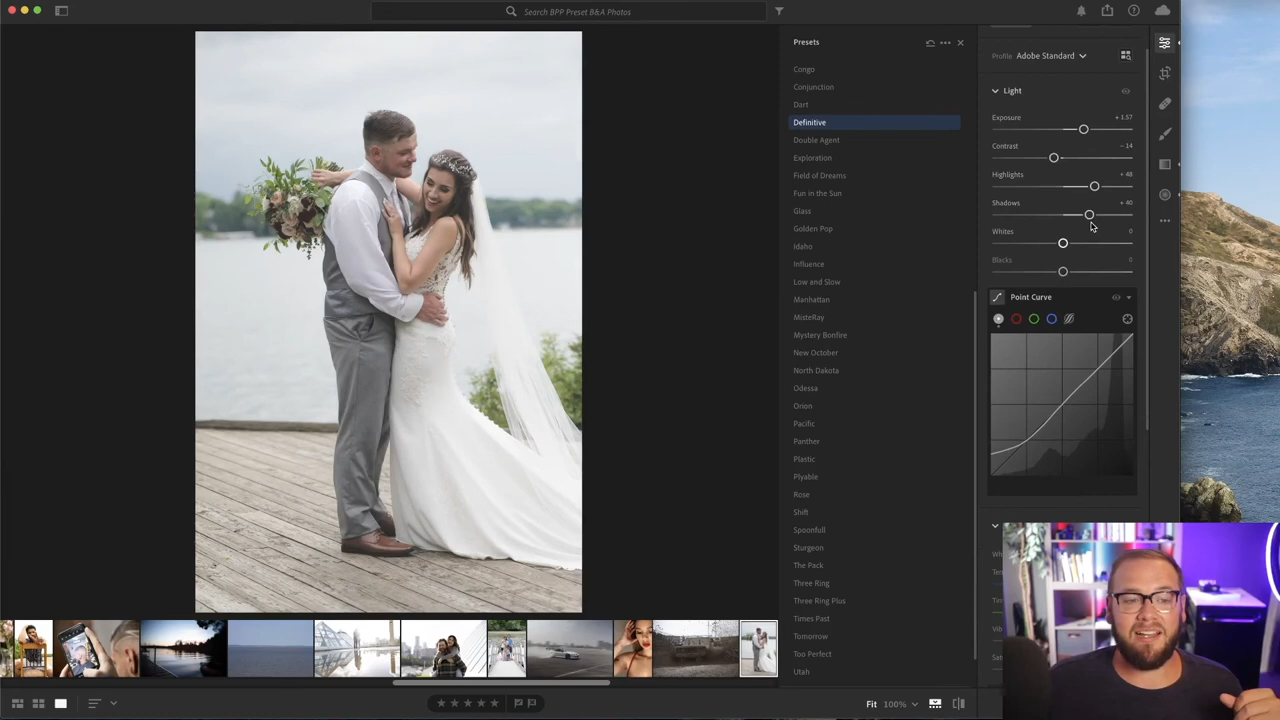 Search BPP Preset B&A Photos
Presets
Congo
Conjunction
Dart
Definitive
Double Agent
Exploration
Field of Dreams
Fun in the Sun
Glass
Golden Pop
Idaho
Influence
Low and Slow
Manhattan
MisteRay
Mystery Bonfire
New October
North Dakota
Odessa
Orion
Pacific
Panther
Plastic
Plyable
Rose
Shift
Spoonfull
Sturgeon
The Pack
Three Ring
Three Ring Plus
Times Past
Tomorrow
Too Perfect
Utah
Profile Adobe Standard
Light
Exposure + 1.57
Contrast – 14
Highlights + 48
Shadows + 40
Whites 0
Blacks 0
Point Curve
Fit 100%